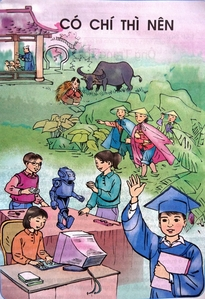 CÓ CHÍ THÌ NÊN